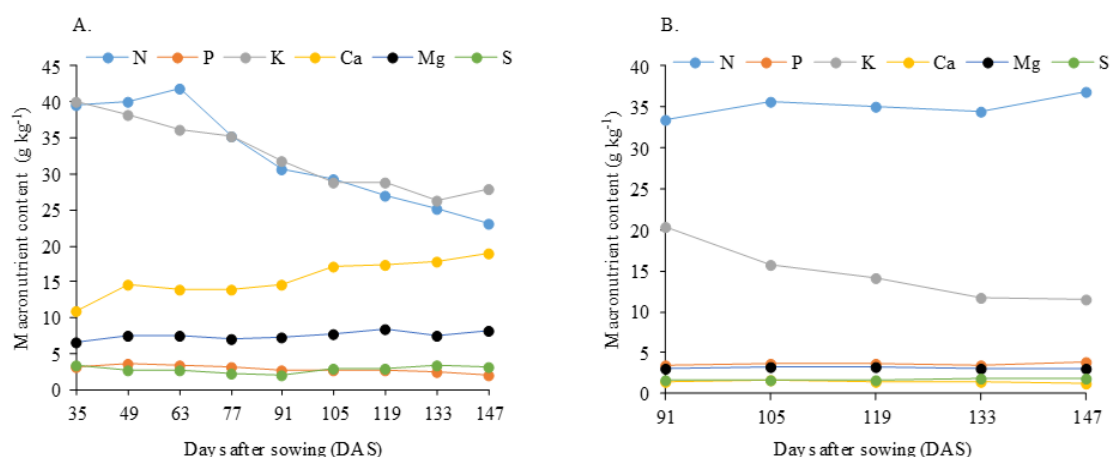 A.
N P K Ca Mg S
Macronutrient content (g kg-1)
45
40
35
30
25
20
15
10
5
0
35 49 63 77 91 105 119 133 147
Days after sowing (DAS)
B.
N P K Ca Mg S
Macronutrient content (g kg-1)
40
35
30
25
20
15
10
5
0
91 105 119 133 147
Days after sowing (DAS)